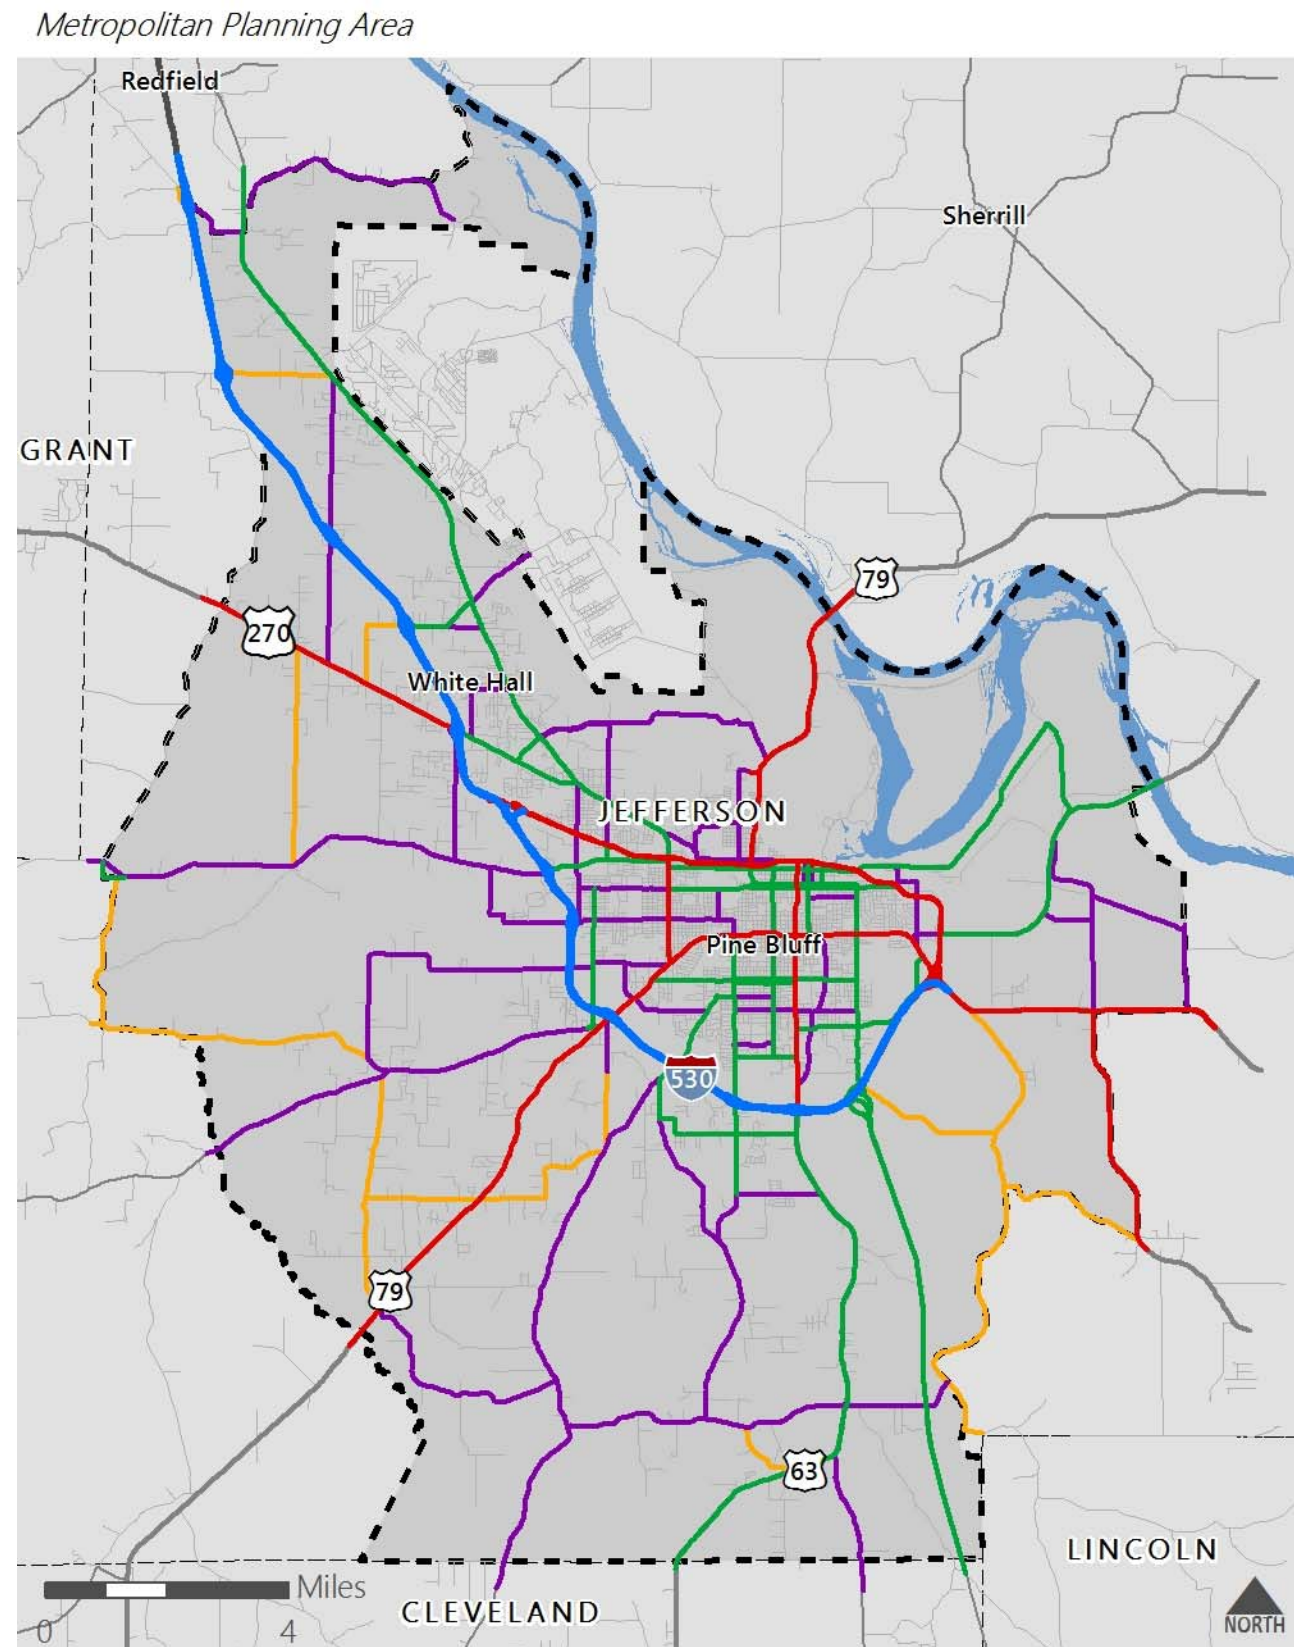 Metropolitan Planning Area
Redfield
Sherrill
GRANT
79
270
White Hall
JEFFERSON
Pine Bluff
530
79
63
LINCOLN
Miles
CLEVELAND
0 4
NORTH